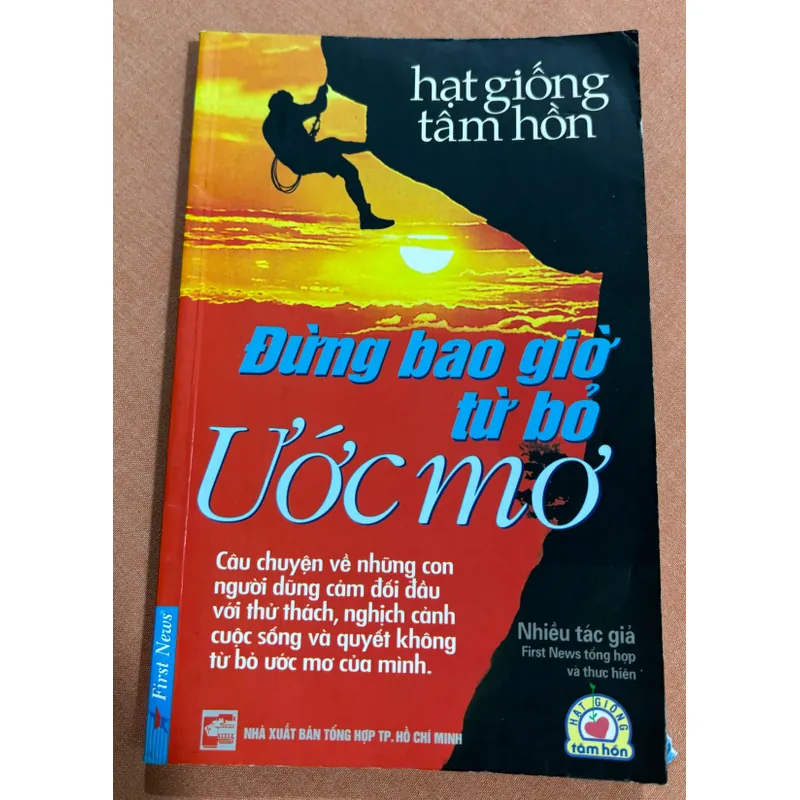 hạt giống
tâm hồn
Đừng bao giờ
từ bỏ
Ước mơ
Câu chuyện về những con
người dũng cảm đối đầu
với thử thách, nghịch cảnh
cuộc sống và quyết không
từ bỏ ước mơ của mình.
Nhiều tác giả
First News tổng hợp
và thực hiện
First News
NHÀ XUẤT BẢN TỔNG HỢP TP. HỒ CHÍ MINH
HẠT GIỐNG
tâm hồn